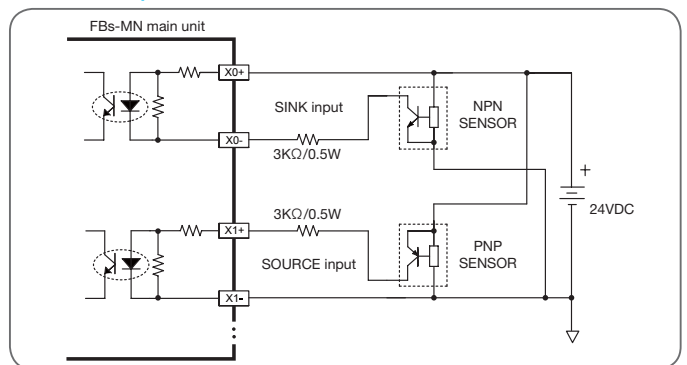 FBs-MN main unit
X0+
SINK input
NPN
SENSOR
X0-
3KΩ/0.5W
+
24VDC
3KΩ/0.5W
X1+
SOURCE input
PNP
SENSOR
X1-